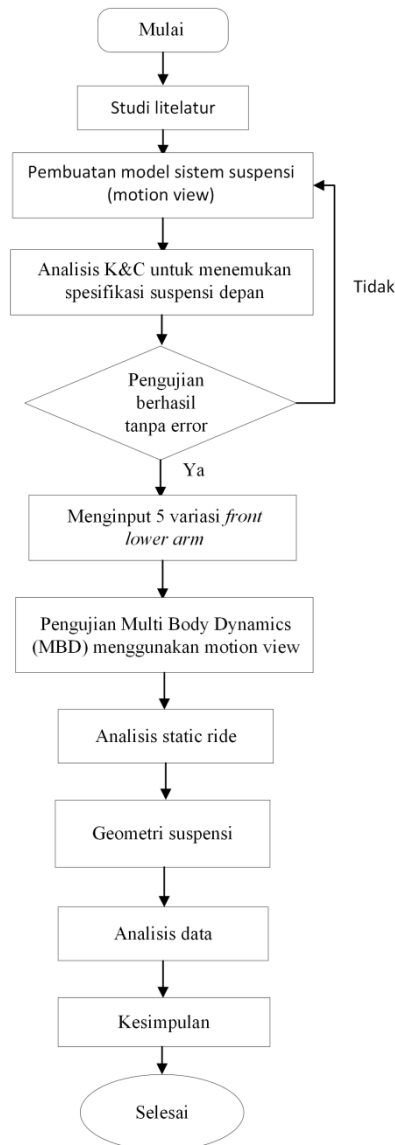 Mulai
Studi litelatur
Pembuatan model sistem suspensi
(motion view)
Analisis K&C untuk menemukan
spesifikasi suspensi depan
Tidak
Pengujian
berhasil
tanpa error
Ya
Menginput 5 variasi front
lower arm
Pengujian Multi Body Dynamics
(MBD) menggunakan motion view
Analisis static ride
Geometri suspensi
Analisis data
Kesimpulan
Selesai